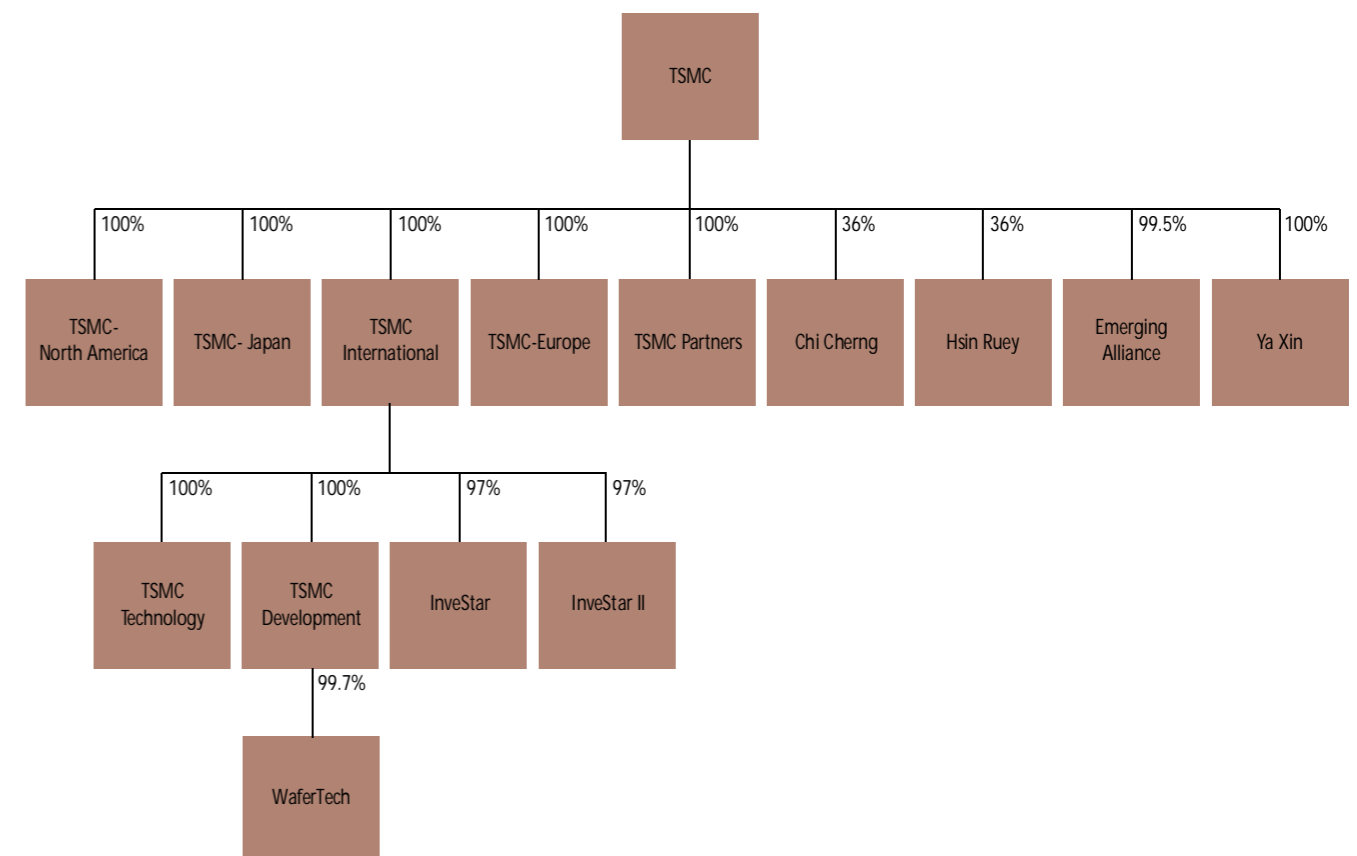 TSMC
100%
100%
100%
100%
100%
36%
36%
99.5%
100%
TSMC-
North America
TSMC- Japan
TSMC
International
TSMC-Europe
TSMC Partners
Chi Cherng
Hsin Ruey
Emerging
Alliance
Ya Xin
100%
100%
97%
97%
TSMC
Technology
TSMC
Development
InveStar
InveStar II
99.7%
WaferTech